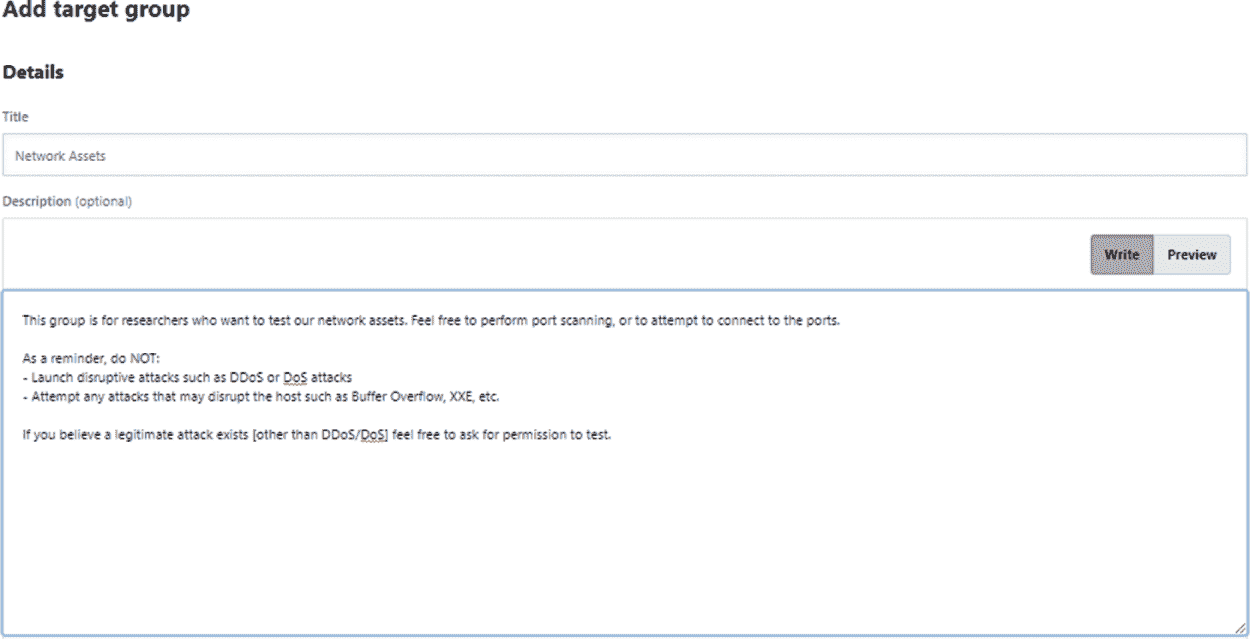 Add target group
Details
Title
Network Assets
Description (optional)
Write Preview
This group is for researchers who want to test our network assets. Feel free to perform port scanning, or to attempt to connect to the ports.
As a reminder, do NOT:
- Launch disruptive attacks such as DDoS or DoS attacks
- Attempt any attacks that may disrupt the host such as Buffer Overflow, XXE, etc.
If you believe a legitimate attack exists [other than DDoS/DoS] feel free to ask for permission to test.